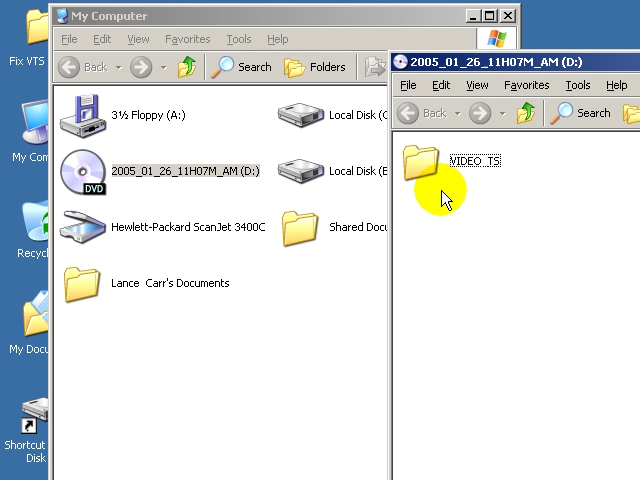 Fix VTS
My Com
Recycl
My Docu
Shortcut
Disk
My Computer
File Edit View Favorites Tools Help
Back Search Folders
3½ Floppy (A:)
Local Disk (C
2005_01_26_11H07M_AM (D:)
DVD
Local Disk (E
Hewlett-Packard ScanJet 3400C
Shared Docu
Lance Carr's Documents
2005_01_26_11H07M_AM (D:)
File Edit View Favorites Tools Help
Back Search
VIDEO_TS